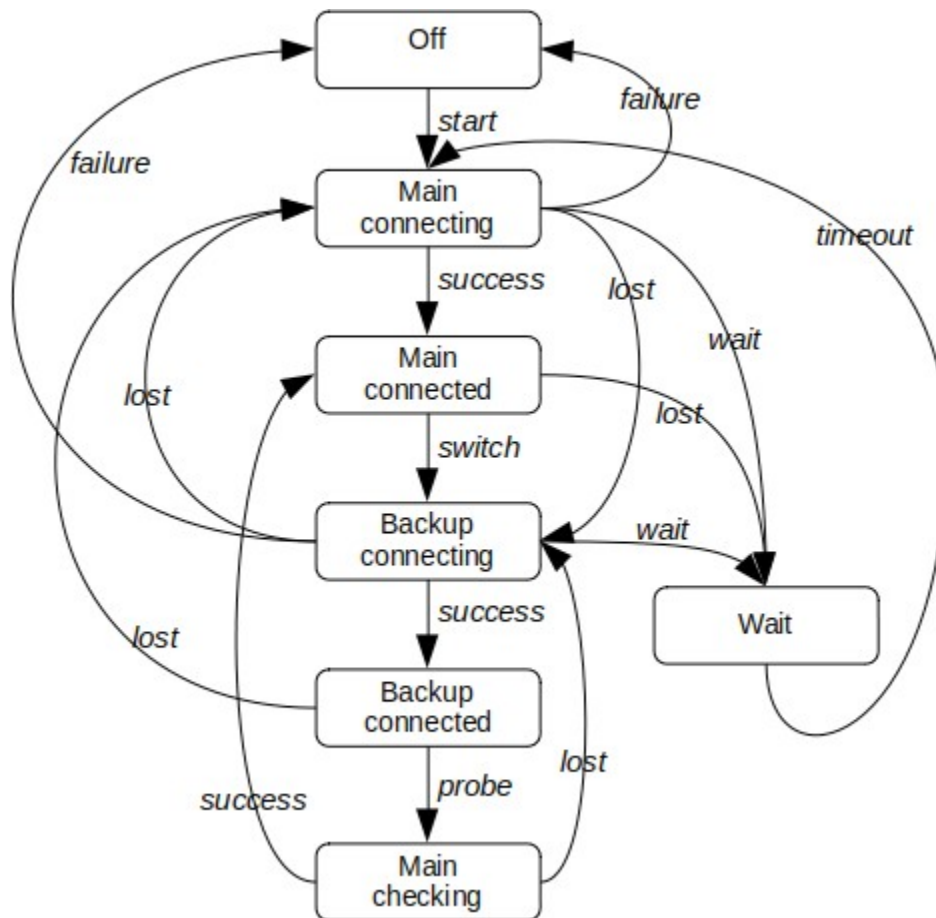 Off
failure
start
failure
Main
connecting
timeout
success
lost
wait
Main
connected
lost
lost
switch
Backup
connecting
wait
success
Wait
lost
Backup
connected
lost
probe
success
Main
checking